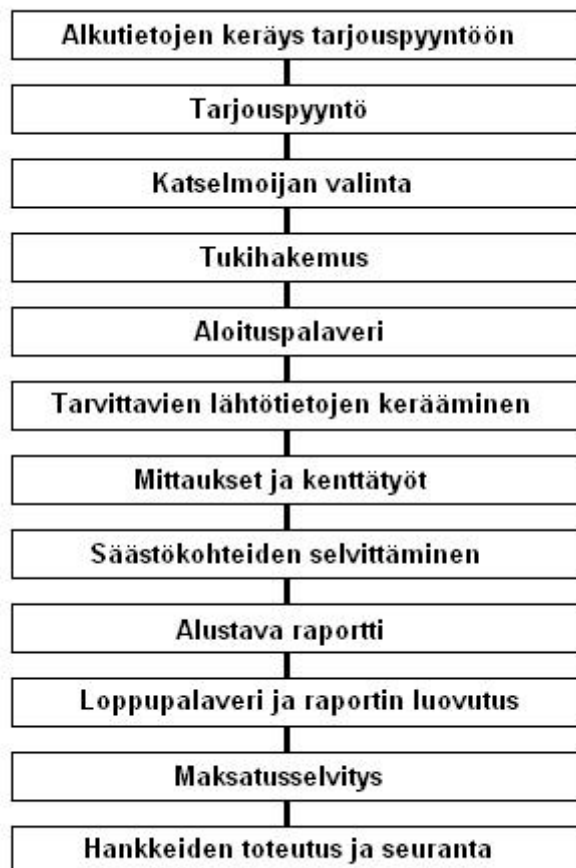 Alkutietojen keräys tarjouspyyntöön
Tarjouspyyntö
Katselmoijan valinta
Tukihakemus
Aloituspalaveri
Tarvittavien lähtötietojen kerääminen
Mittaukset ja kenttätyöt
Säästökohteiden selvittäminen
Alustava raportti
Loppupalaveri ja raportin luovutus
Maksatusselvitys
Hankkeiden toteutus ja seuranta